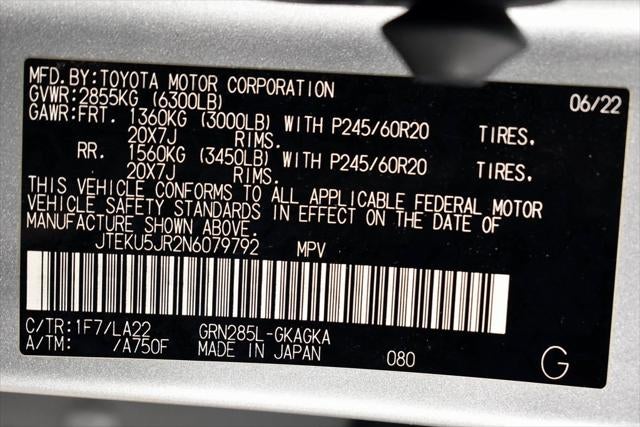 MFD.BY:TOYOTA MOTOR CORPORATION 06/22
GVWR:2855KG (6300LB)
GAWR:FRT. 1360KG (3000LB) WITH P245/60R20 TIRES,
20X7J RIMS.
RR. 1560KG (3450LB) WITH P245/60R20 TIRES,
20X7J RIMS.
THIS VEHICLE CONFORMS TO ALL APPLICABLE FEDERAL MOTOR
VEHICLE SAFETY STANDARDS IN EFFECT ON THE DATE OF
MANUFACTURE SHOWN ABOVE.
JTEKU5JR2N6079792 MPV
C/TR:1F7/LA22 GRN285L-GKAGKA
A/TM: /A750F MADE IN JAPAN 080 G